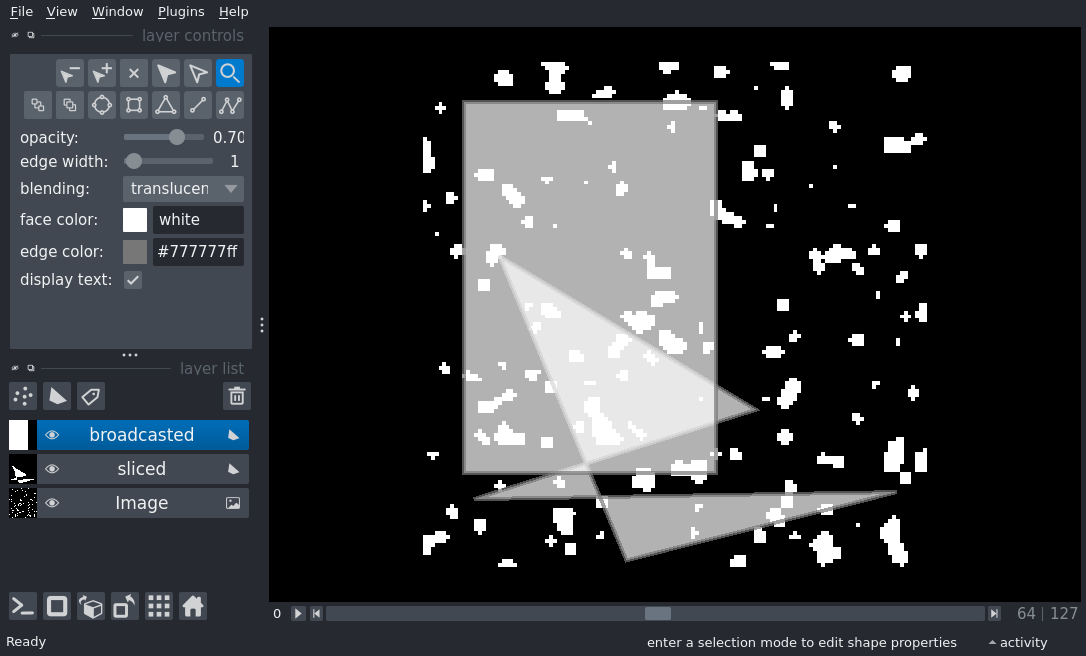 File View Window Plugins Help
layer controls
opacity: 0.70
edge width: 1
blending: translucen
face color: white
edge color: #777777ff
display text:
layer list
broadcasted
sliced
Image
0 64 | 127
Ready enter a selection mode to edit shape properties activity